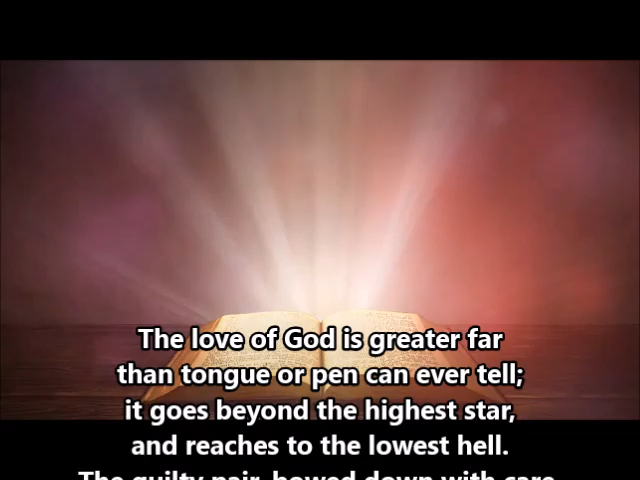 The love of God is greater far
than tongue or pen can ever tell;
it goes beyond the highest star,
and reaches to the lowest hell.
The guilty pair, bowed down with care